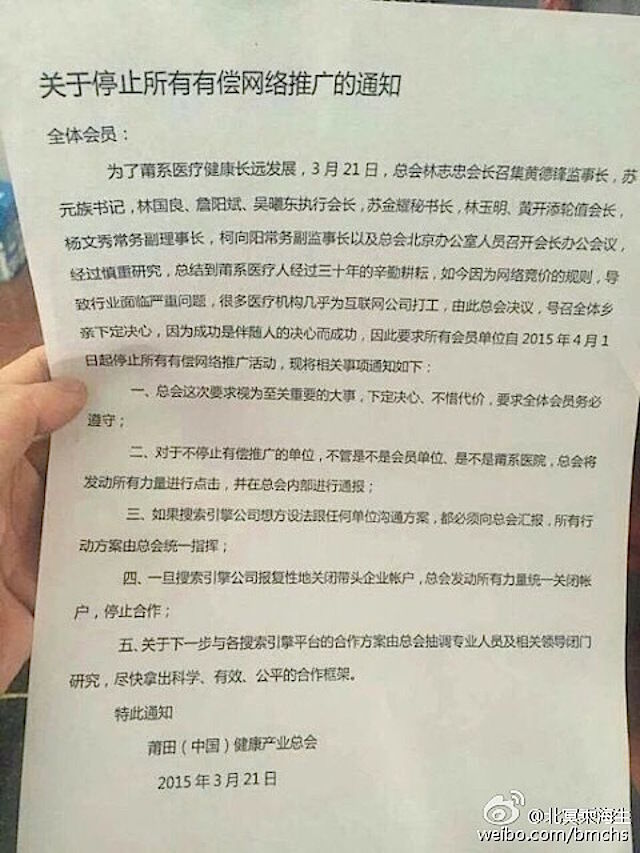 关于停止所有有偿网络推广的通知
全体会员：
为了莆系医疗健康长远发展，3月21日，总会林志忠会长召集黄德锋监事长，苏
元族书记，林国良、詹阳斌、吴曦东执行会长，苏金耀秘书长，林玉明、黄开添轮值会长，
杨文秀常务副理事长，柯向阳常务副监事长以及总会北京办公室人员召开会长办公会议，
经过慎重研究，总结到莆系医疗人经过三十年的辛勤耕耘，如今因为网络竞价的规则，导
致行业面临严重问题，很多医疗机构几乎为互联网公司打工，由此总会决议，号召全体乡
亲下定决心，因为成功是伴随人的决心而成功，因此要求所有会员单位自2015年4月1
日起停止所有有偿网络推广活动，现将相关事项通知如下：
一、总会这次要求视为至关重要的大事，下定决心、不惜代价，要求全体会员务必
遵守；
二、对于不停止有偿推广的单位，不管是不是会员单位、是不是莆系医院，总会将
发动所有力量进行点击，并在总会内部进行通报；
三、如果搜索引擎公司想方设法跟任何单位沟通方案，都必须向总会汇报，所有行
动方案由总会统一指挥；
四、一旦搜索引擎公司报复性地关闭带头企业帐户，总会发动所有力量统一关闭帐
户，停止合作；
五、关于下一步与各搜索引擎平台的合作方案由总会抽调专业人员及相关领导闭门
研究，尽快拿出科学、有效、公平的合作框架。
特此通知
莆田（中国）健康产业总会
2015年3月21日
@北冥乘海生
weibo.com/bmchs